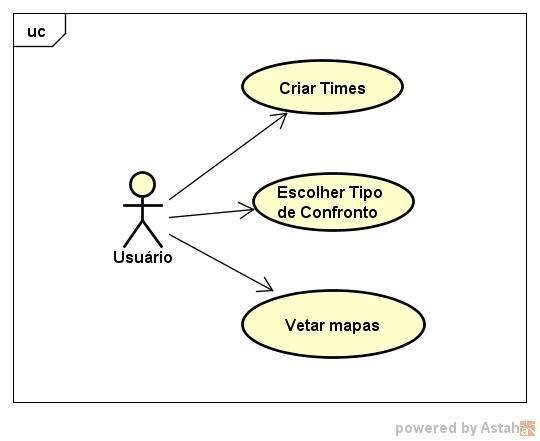 uc
Criar Times
Escolher Tipo
de Confronto
Usuário
Vetar mapas
powered by Astah